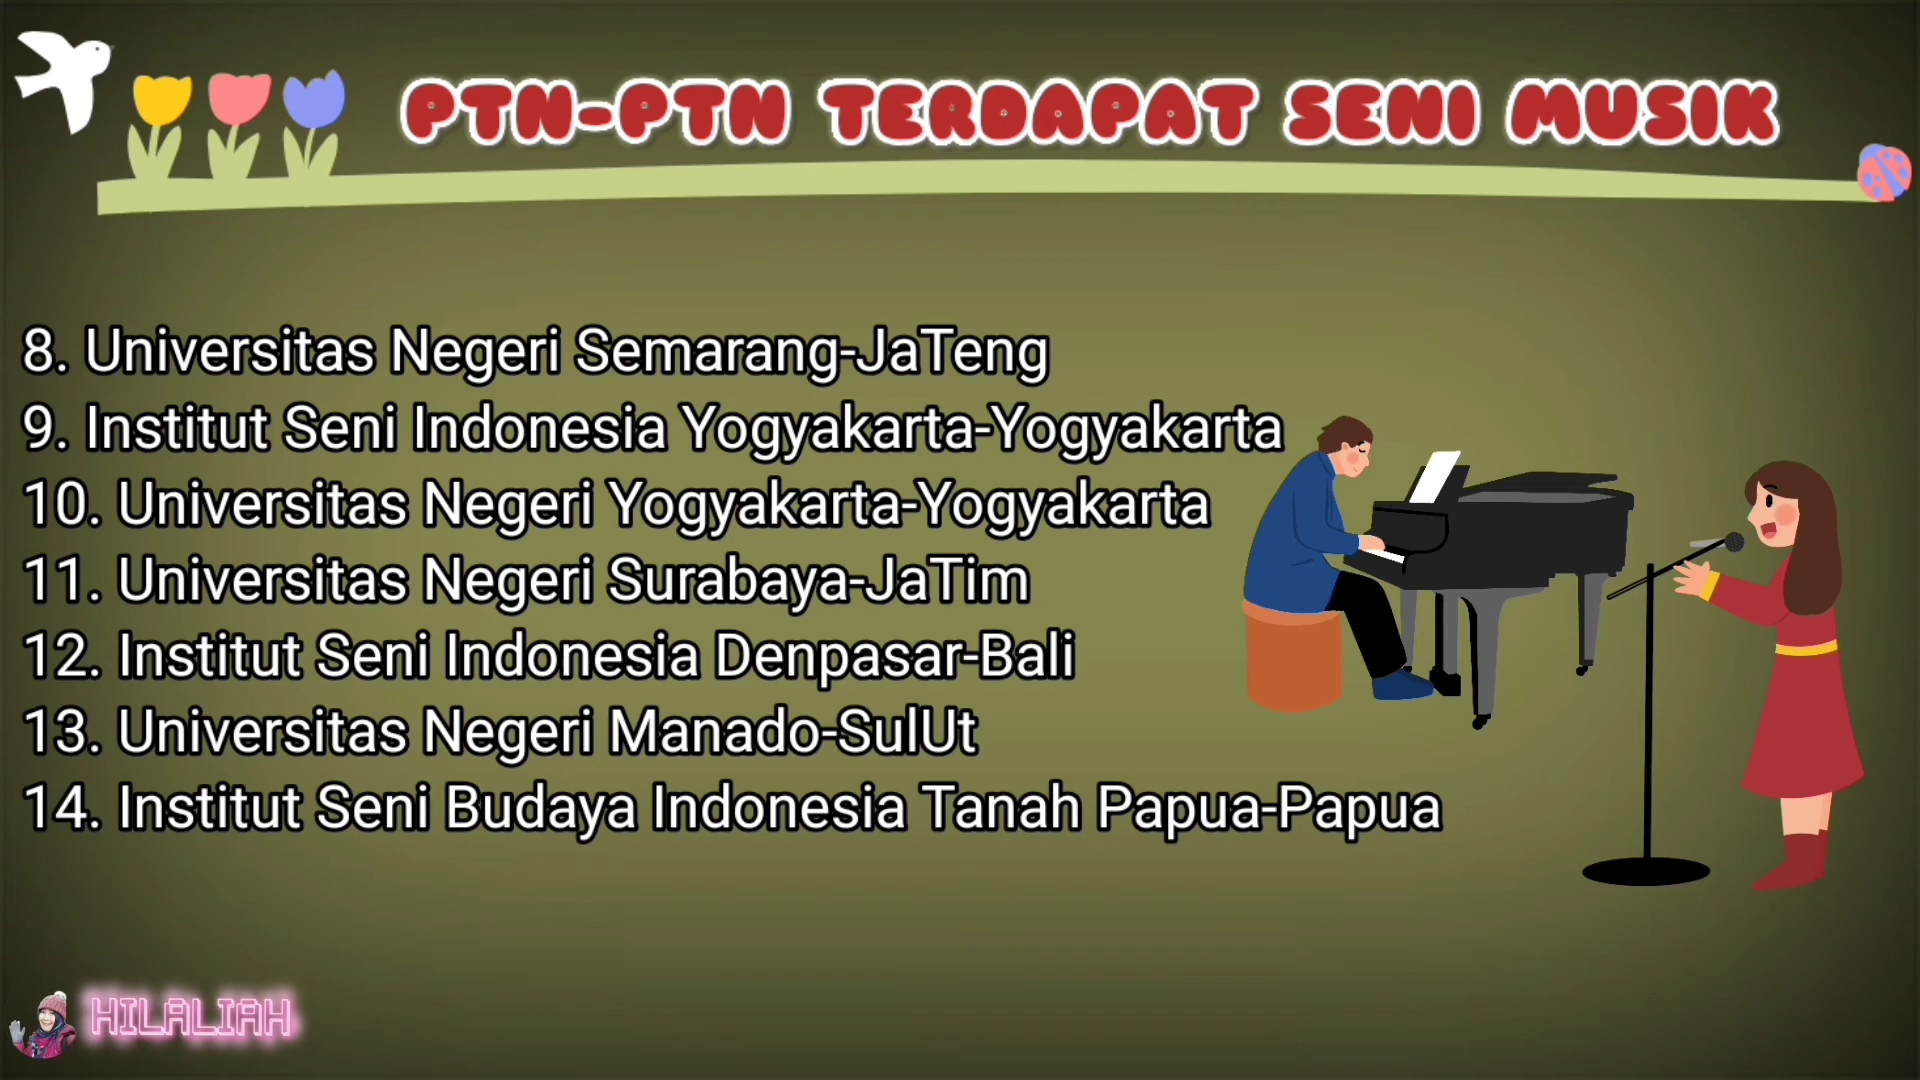 PTN-PTN TERDAPAT SENI MUSIK
8. Universitas Negeri Semarang-JaTeng
9. Institut Seni Indonesia Yogyakarta-Yogyakarta
10. Universitas Negeri Yogyakarta-Yogyakarta
11. Universitas Negeri Surabaya-JaTim
12. Institut Seni Indonesia Denpasar-Bali
13. Universitas Negeri Manado-SulUt
14. Institut Seni Budaya Indonesia Tanah Papua-Papua
HILALIAH